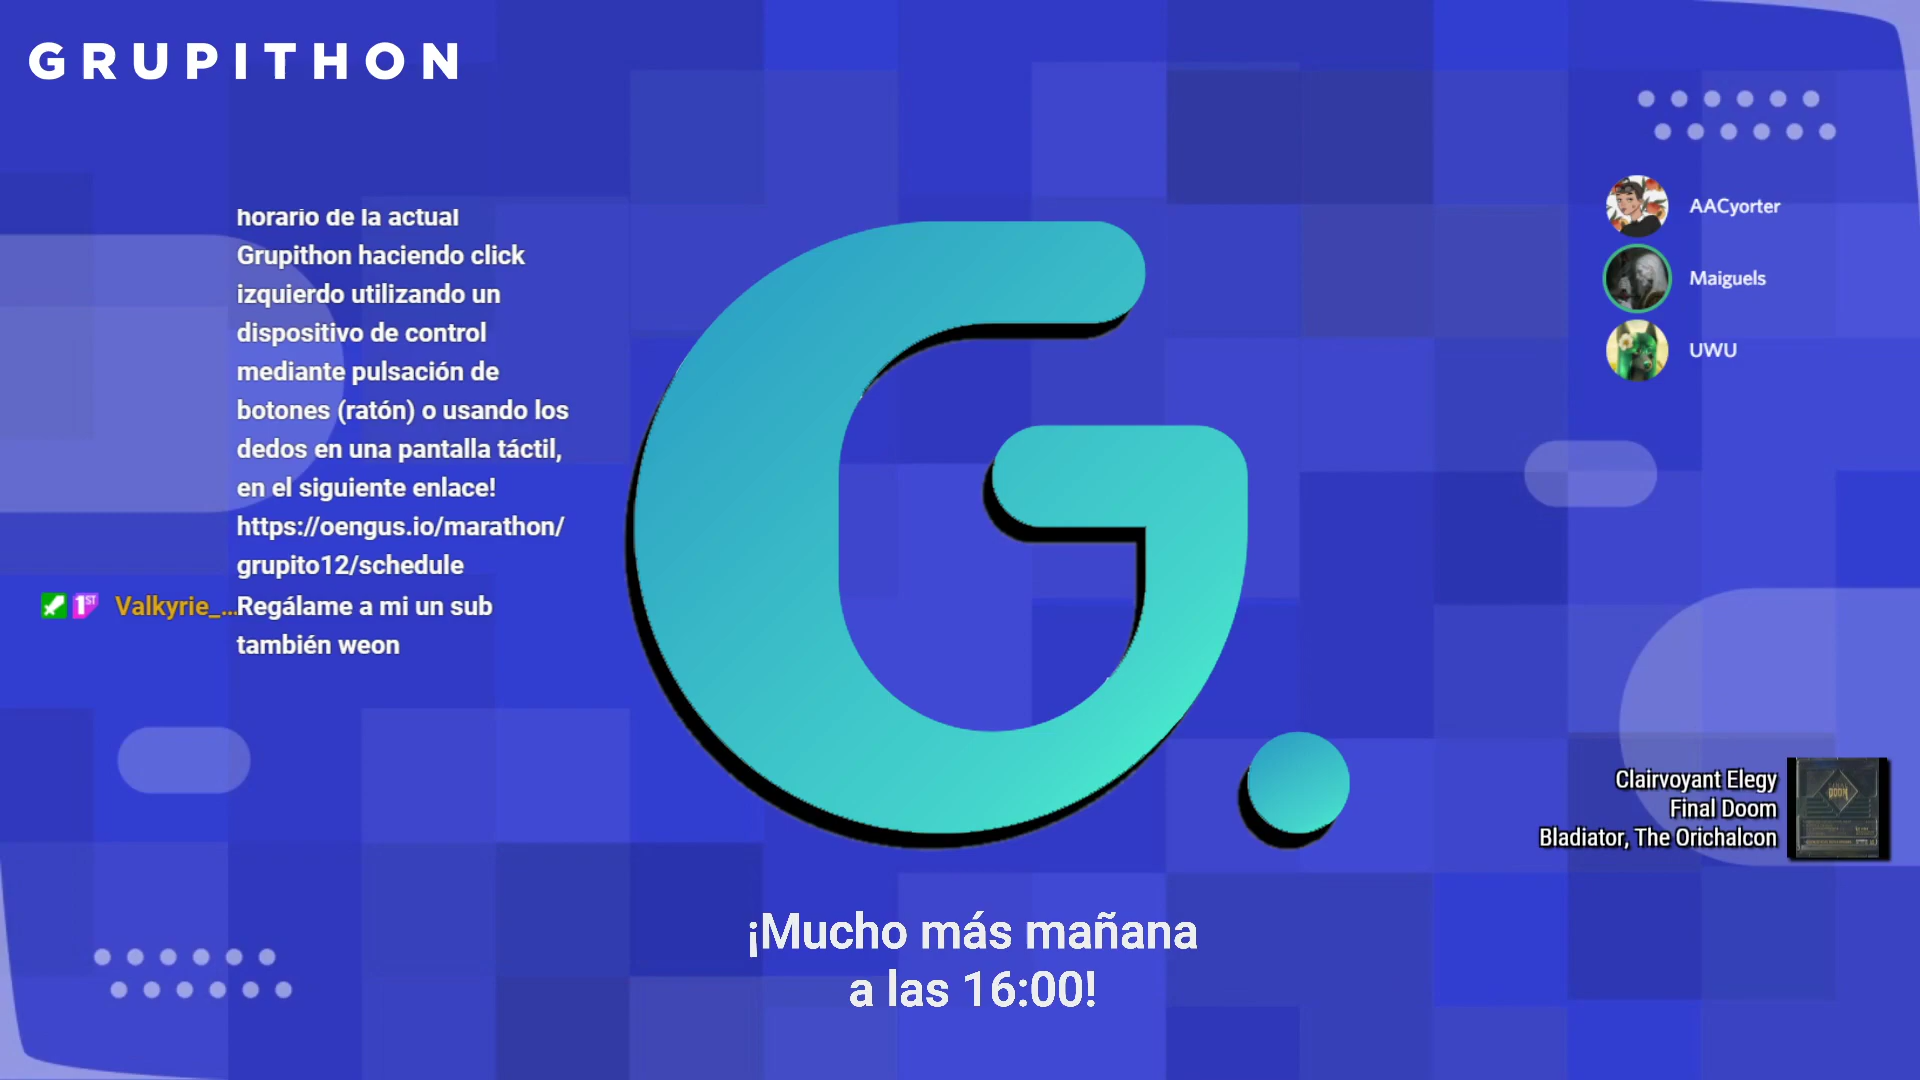 GRUPITHON
horario de la actual
Grupithon haciendo click
izquierdo utilizando un
dispositivo de control
mediante pulsación de
botones (ratón) o usando los
dedos en una pantalla táctil,
en el siguiente enlace!
https://oengus.io/marathon/
grupito12/schedule
1ST Valkyrie_... Regálame a mi un sub
también weon
G.
AACyorter
Maiguels
UWU
Clairvoyant Elegy
Final Doom
Bladiator, The Orichalcon
DOOM
¡Mucho más mañana
a las 16:00!